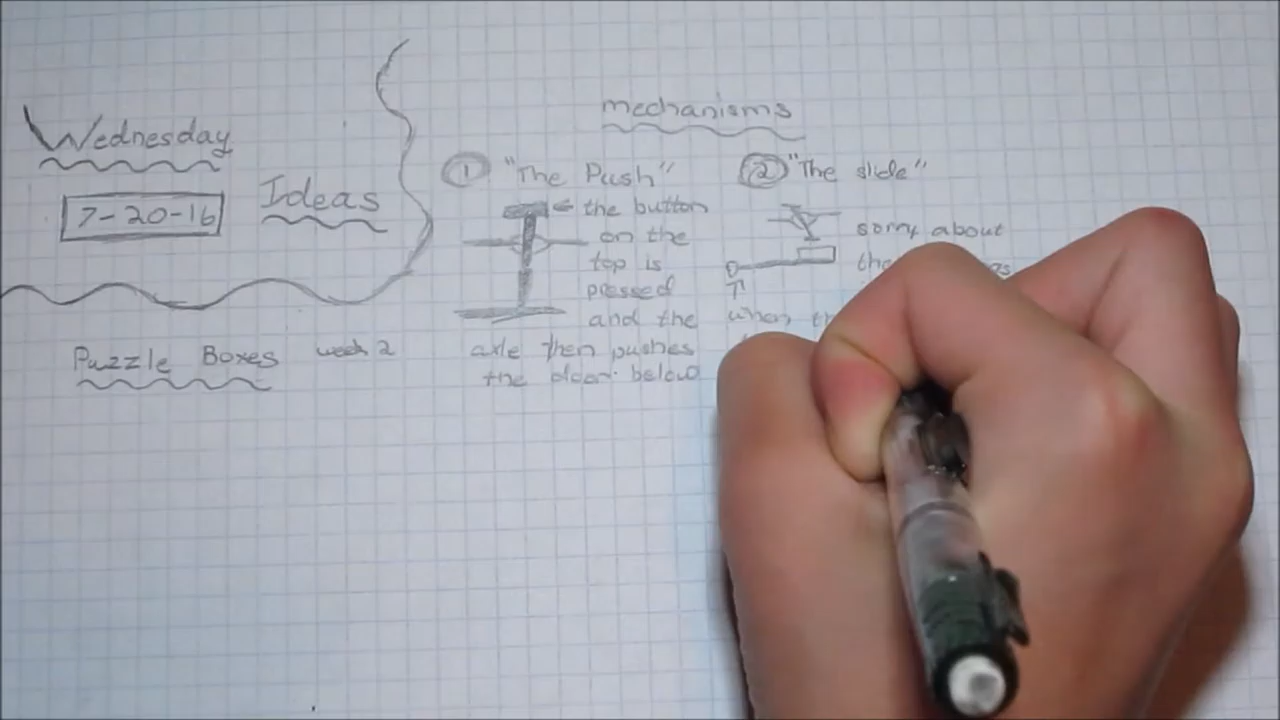 Wednesday
7-20-16
Ideas
Puzzle Boxes week 2
mechanisms
① "The Push"
← the button
on the
top is
pressed
and the
axle then pushes
the door below
② "The slide"
sorry about
the
when